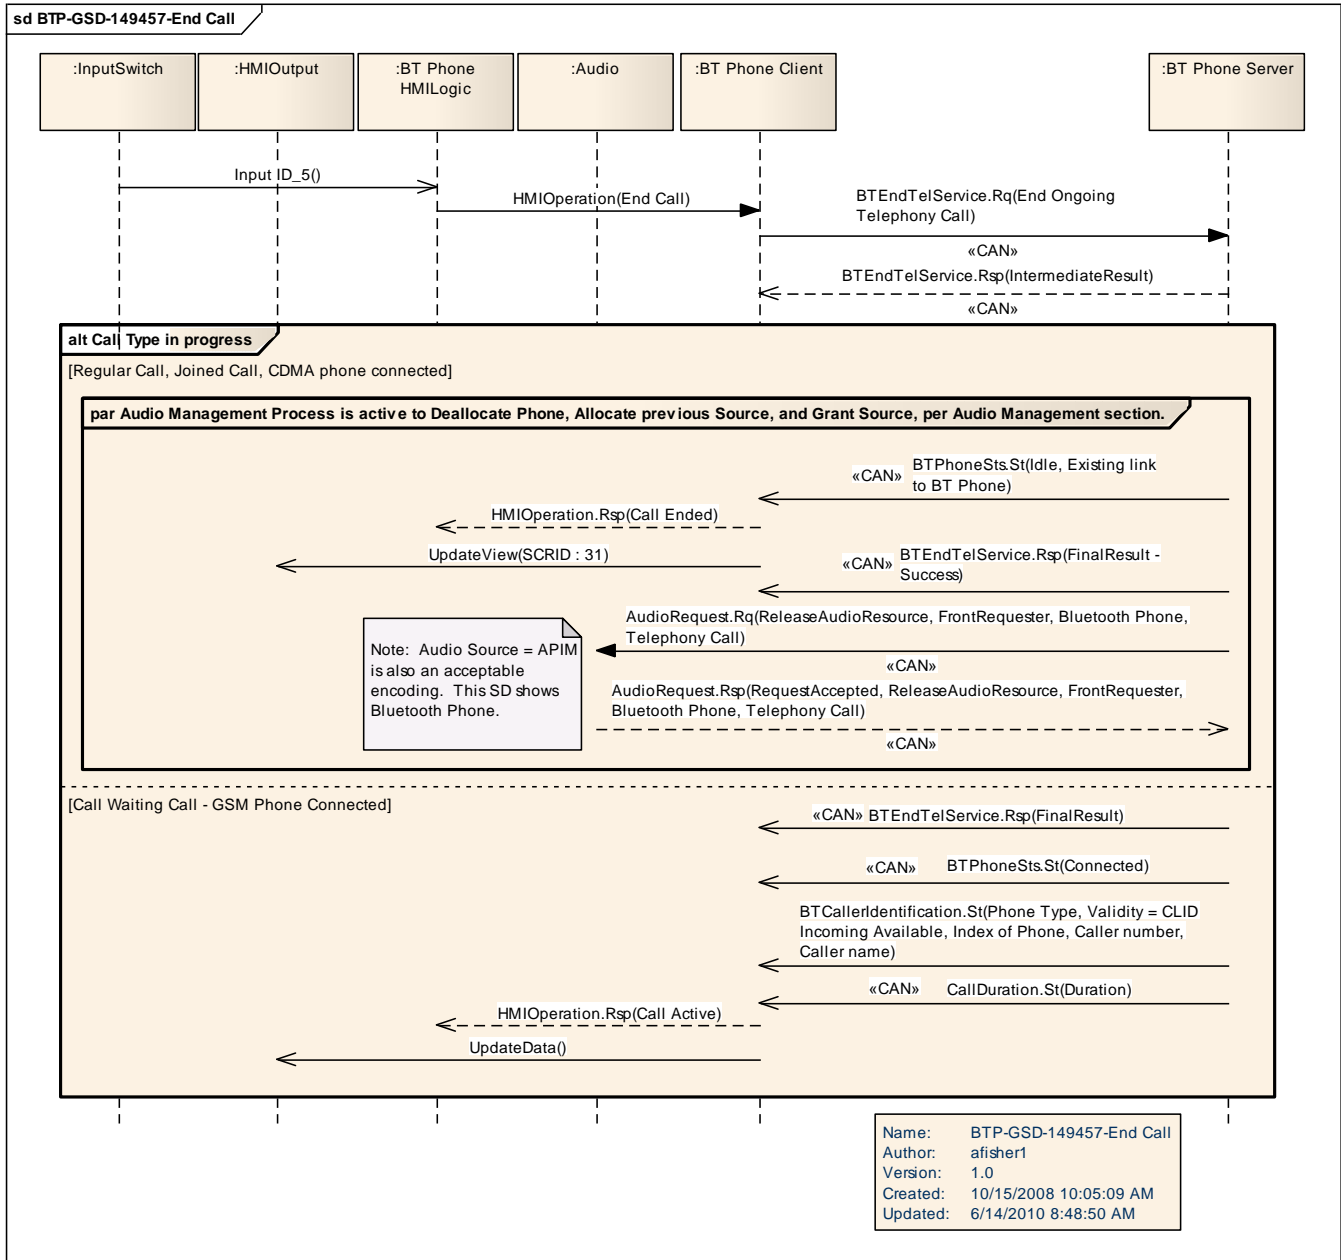 sd BTP-GSD-149457-End Call
:InputSwitch
:HMIOutput
:BT Phone
HMILogic
:Audio
:BT Phone Client
:BT Phone Server
Input ID_5()
HMIOperation(End Call)
BTEndTelService.Rq(End Ongoing
Telephony Call)
«CAN»
BTEndTelService.Rsp(IntermediateResult)
«CAN»
alt Call Type in progress
[Regular Call, Joined Call, CDMA phone connected]
par Audio Management Process is active to Deallocate Phone, Allocate previous Source, and Grant Source, per Audio Management section.
«CAN»
BTPhoneSts.St(Idle, Existing link
to BT Phone)
HMIOperation.Rsp(Call Ended)
UpdateView(SCRID : 31)
«CAN»
BTEndTelService.Rsp(FinalResult -
Success)
AudioRequest.Rq(ReleaseAudioResource, FrontRequester, Bluetooth Phone,
Telephony Call)
«CAN»
Note:  Audio Source = APIM
is also an acceptable
encoding.  This SD shows
Bluetooth Phone.
AudioRequest.Rsp(RequestAccepted, ReleaseAudioResource, FrontRequester,
Bluetooth Phone, Telephony Call)
«CAN»
[Call Waiting Call - GSM Phone Connected]
«CAN» BTEndTelService.Rsp(FinalResult)
«CAN» BTPhoneSts.St(Connected)
BTCallerIdentification.St(Phone Type, Validity = CLID
Incoming Available, Index of Phone, Caller number,
Caller name)
«CAN» CallDuration.St(Duration)
HMIOperation.Rsp(Call Active)
UpdateData()
Name: BTP-GSD-149457-End Call
Author: afisher1
Version: 1.0
Created: 10/15/2008 10:05:09 AM
Updated: 6/14/2010 8:48:50 AM